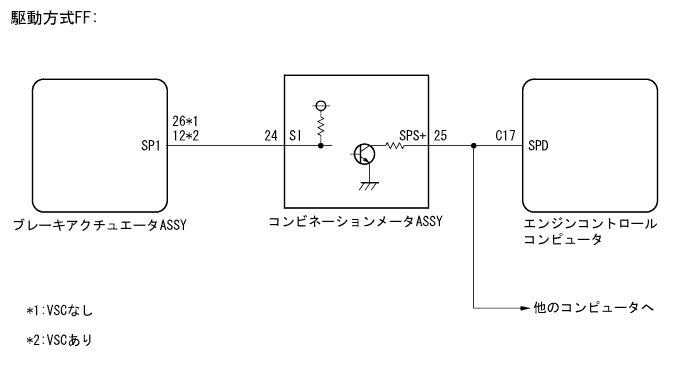 駆動方式FF:
26*1
12*2
SP1
24
SI
SPS+
25
C17
SPD
ブレーキアクチュエータASSY
コンビネーションメータASSY
エンジンコントロール
コンピュータ
他のコンピュータへ
*1:VSCなし
*2:VSCあり